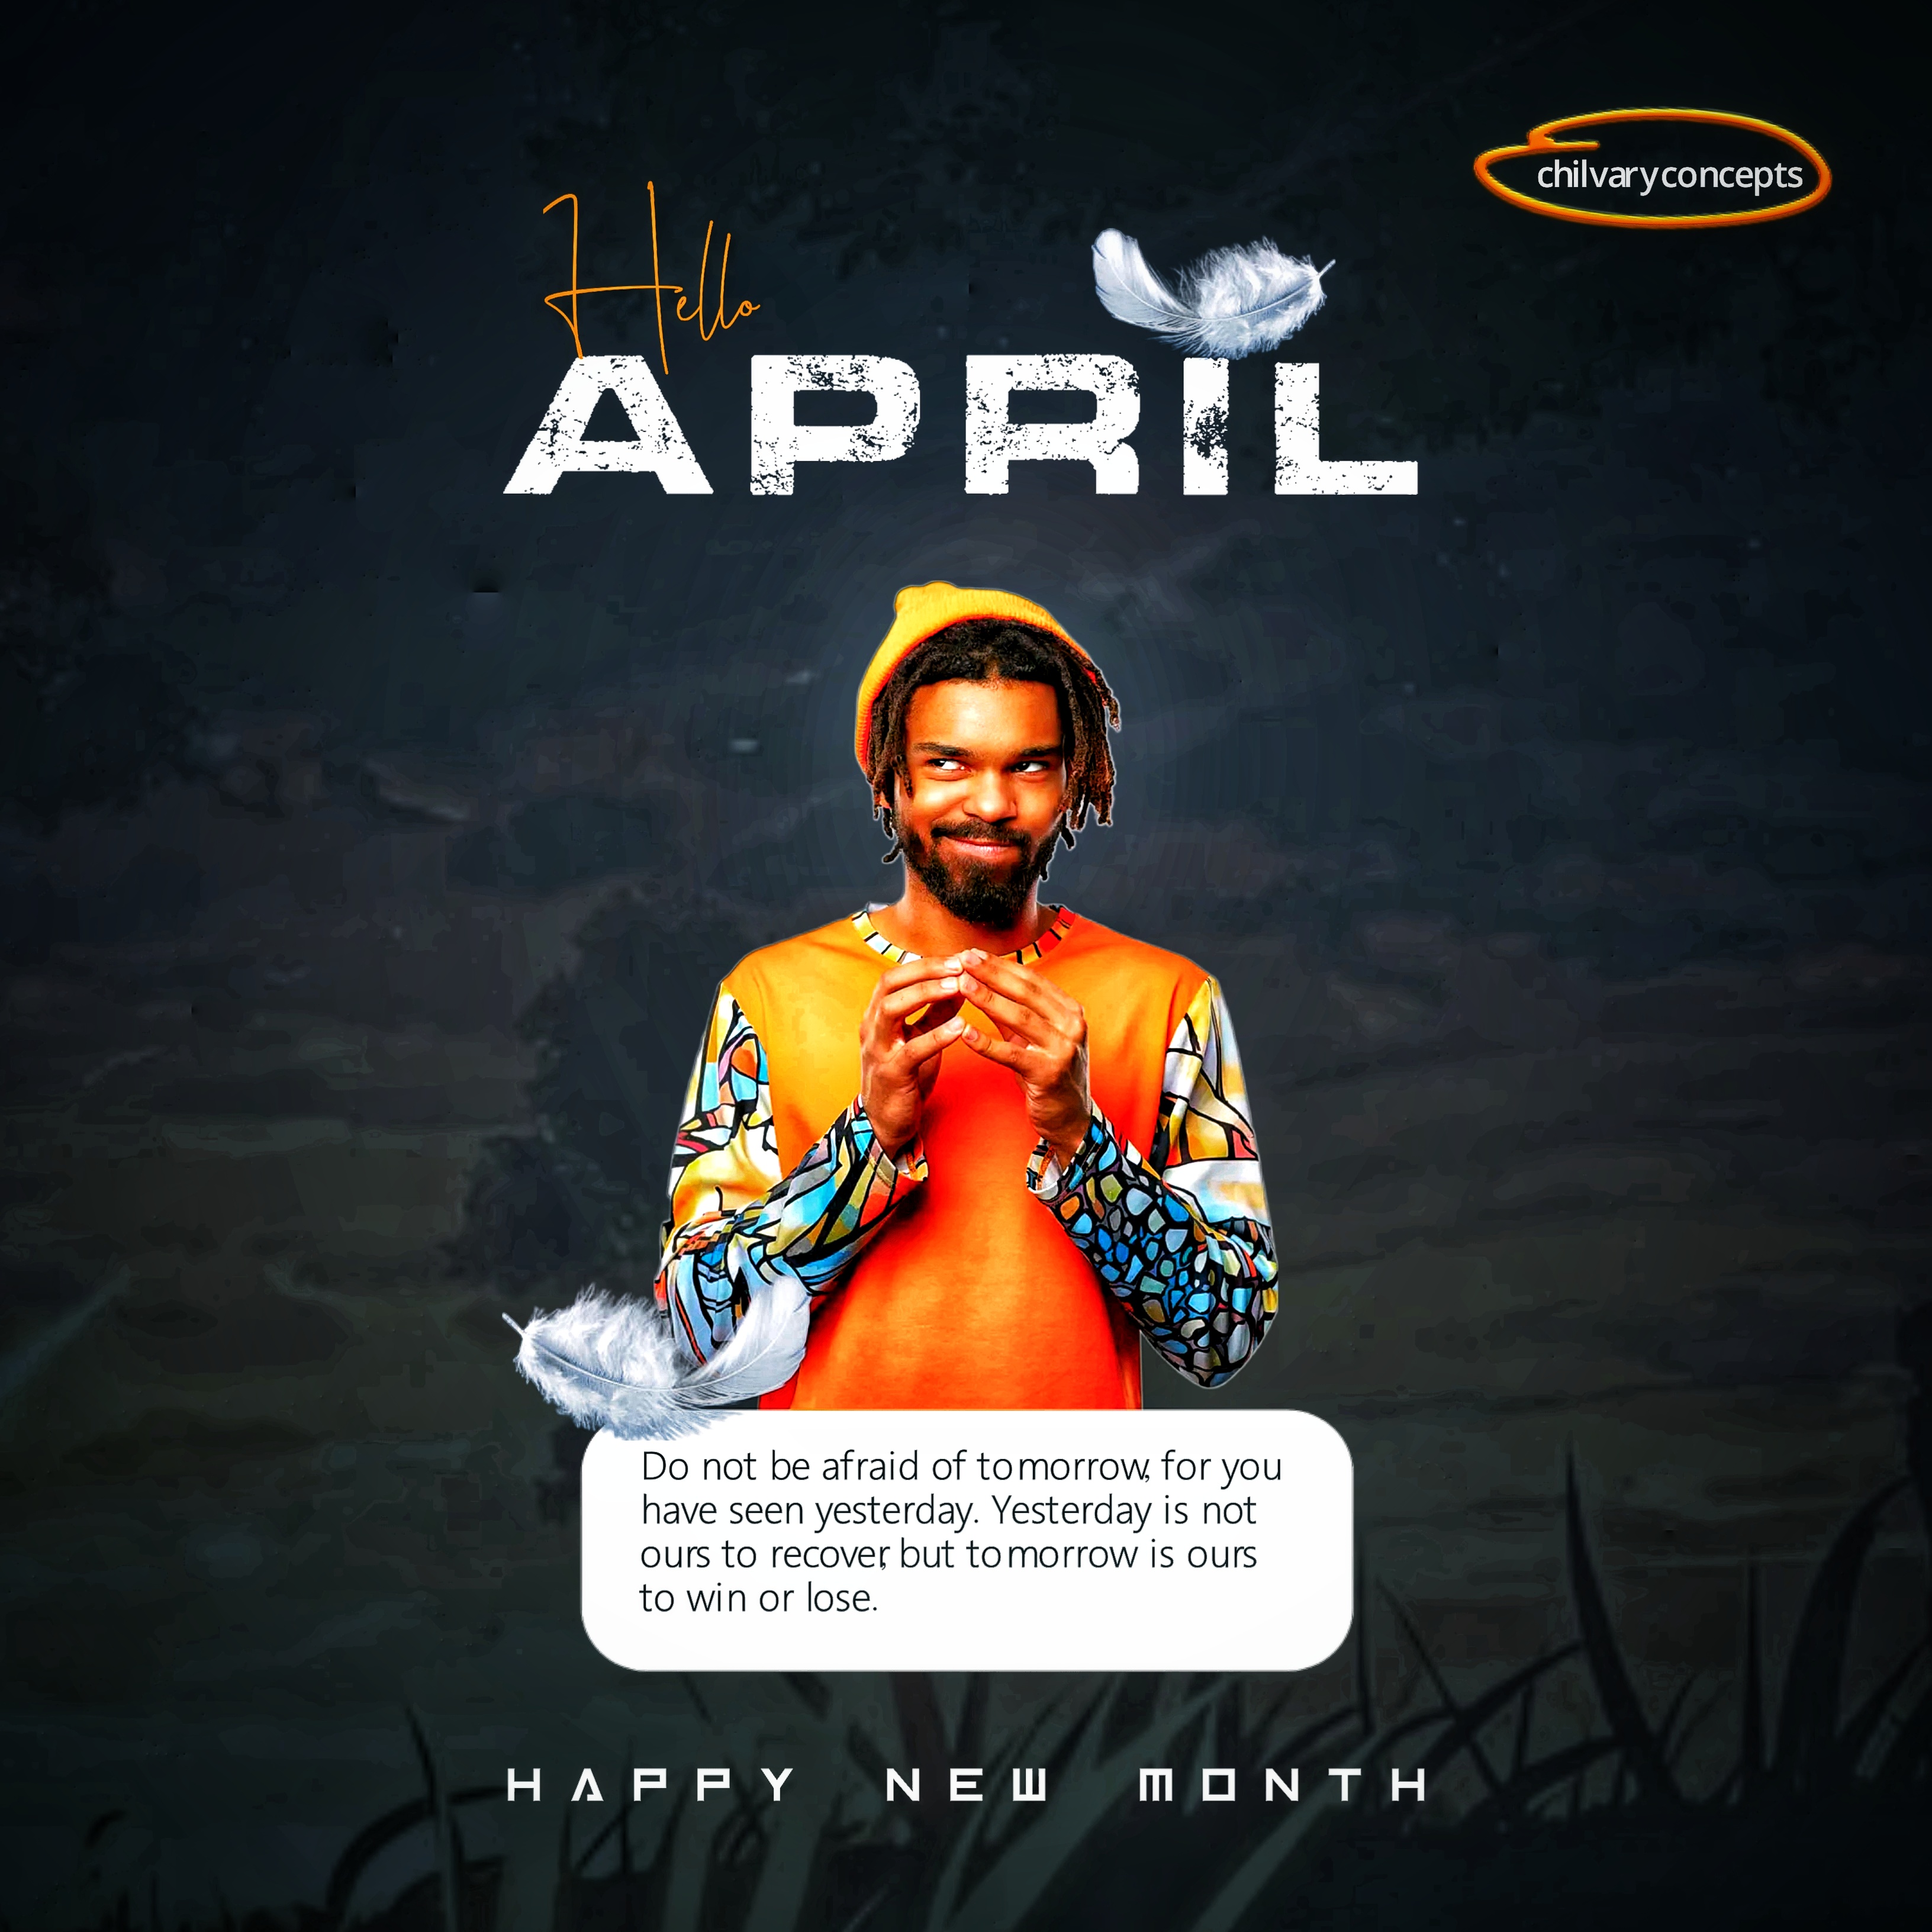 chilvaryconcepts
Hello
APRIL
Do not be afraid of tomorrow, for you
have seen yesterday. Yesterday is not
ours to recover, but tomorrow is ours
to win or lose.
HAPPY NEW MONTH